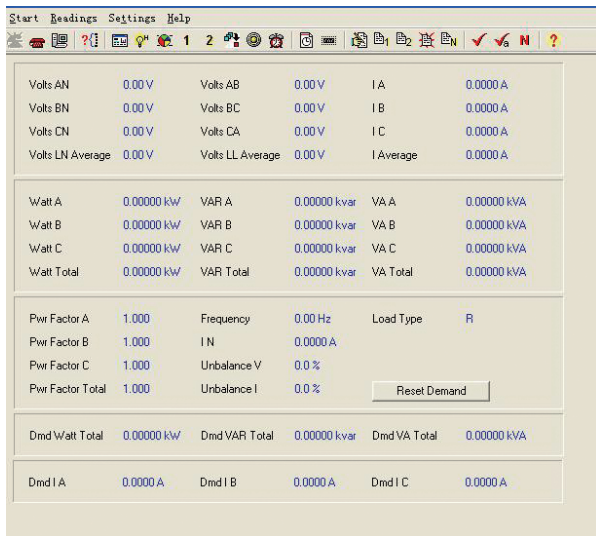 Start Readings Settings Help
?{} 1 2 1 2 N a N ?
Volts AN 0.00 V Volts AB 0.00 V I A 0.0000 A
Volts BN 0.00 V Volts BC 0.00 V I B 0.0000 A
Volts CN 0.00 V Volts CA 0.00 V I C 0.0000 A
Volts LN Average 0.00 V Volts LL Average 0.00 V I Average 0.0000 A
Watt A 0.00000 kW VAR A 0.00000 kvar VA A 0.00000 kVA
Watt B 0.00000 kW VAR B 0.00000 kvar VA B 0.00000 kVA
Watt C 0.00000 kW VAR C 0.00000 kvar VA C 0.00000 kVA
Watt Total 0.00000 kW VAR Total 0.00000 kvar VA Total 0.00000 kVA
Pwr Factor A 1.000 Frequency 0.00 Hz Load Type R
Pwr Factor B 1.000 I N 0.0000 A
Pwr Factor C 1.000 Unbalance V 0.0 %
Pwr Factor Total 1.000 Unbalance I 0.0 % Reset Demand
Dmd Watt Total 0.00000 kW Dmd VAR Total 0.00000 kvar Dmd VA Total 0.00000 kVA
Dmd I A 0.0000 A Dmd I B 0.0000 A Dmd I C 0.0000 A